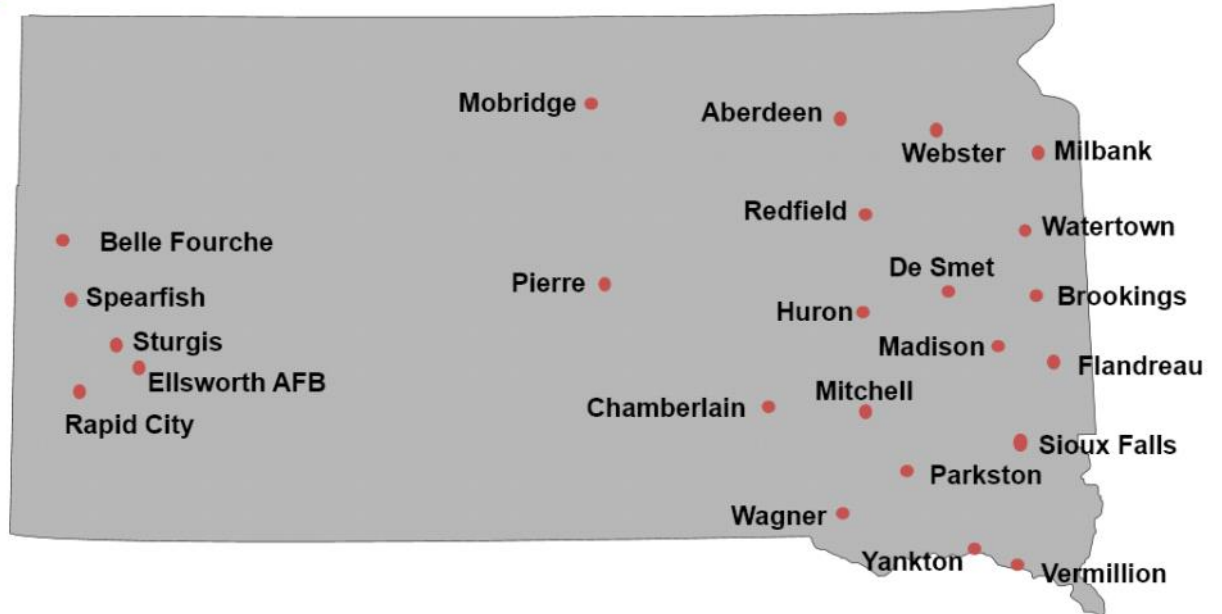 Mobridge
Aberdeen
Webster
Milbank
Redfield
Watertown
Belle Fourche
De Smet
Pierre
Spearfish
Brookings
Huron
Sturgis
Madison
Flandreau
Ellsworth AFB
Mitchell
Chamberlain
Rapid City
Sioux Falls
Parkston
Wagner
Yankton
Vermillion